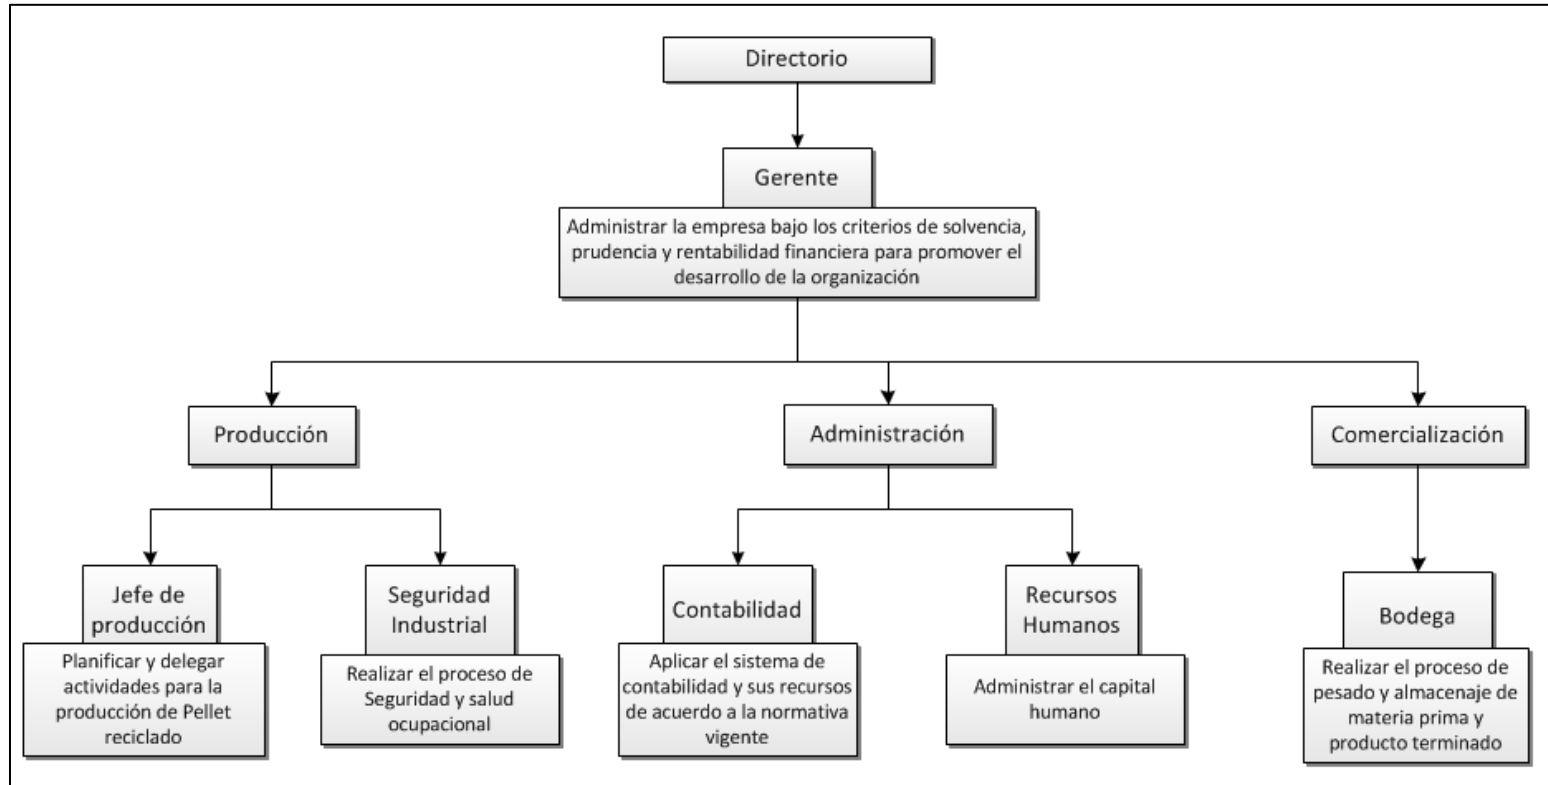 Directorio
Gerente
Administrar la empresa bajo los criterios de solvencia,
prudencia y rentabilidad financiera para promover el
desarrollo de la organización
Producción
Administración
Comercialización
Jefe de
producción
Planificar y delegar
actividades para la
producción de Pellet
reciclado
Seguridad
Industrial
Realizar el proceso de
Seguridad y salud
ocupacional
Contabilidad
Aplicar el sistema de
contabilidad y sus recursos
de acuerdo a la normativa
vigente
Recursos
Humanos
Administrar el capital
humano
Bodega
Realizar el proceso de
pesado y almacenaje de
materia prima y
producto terminado